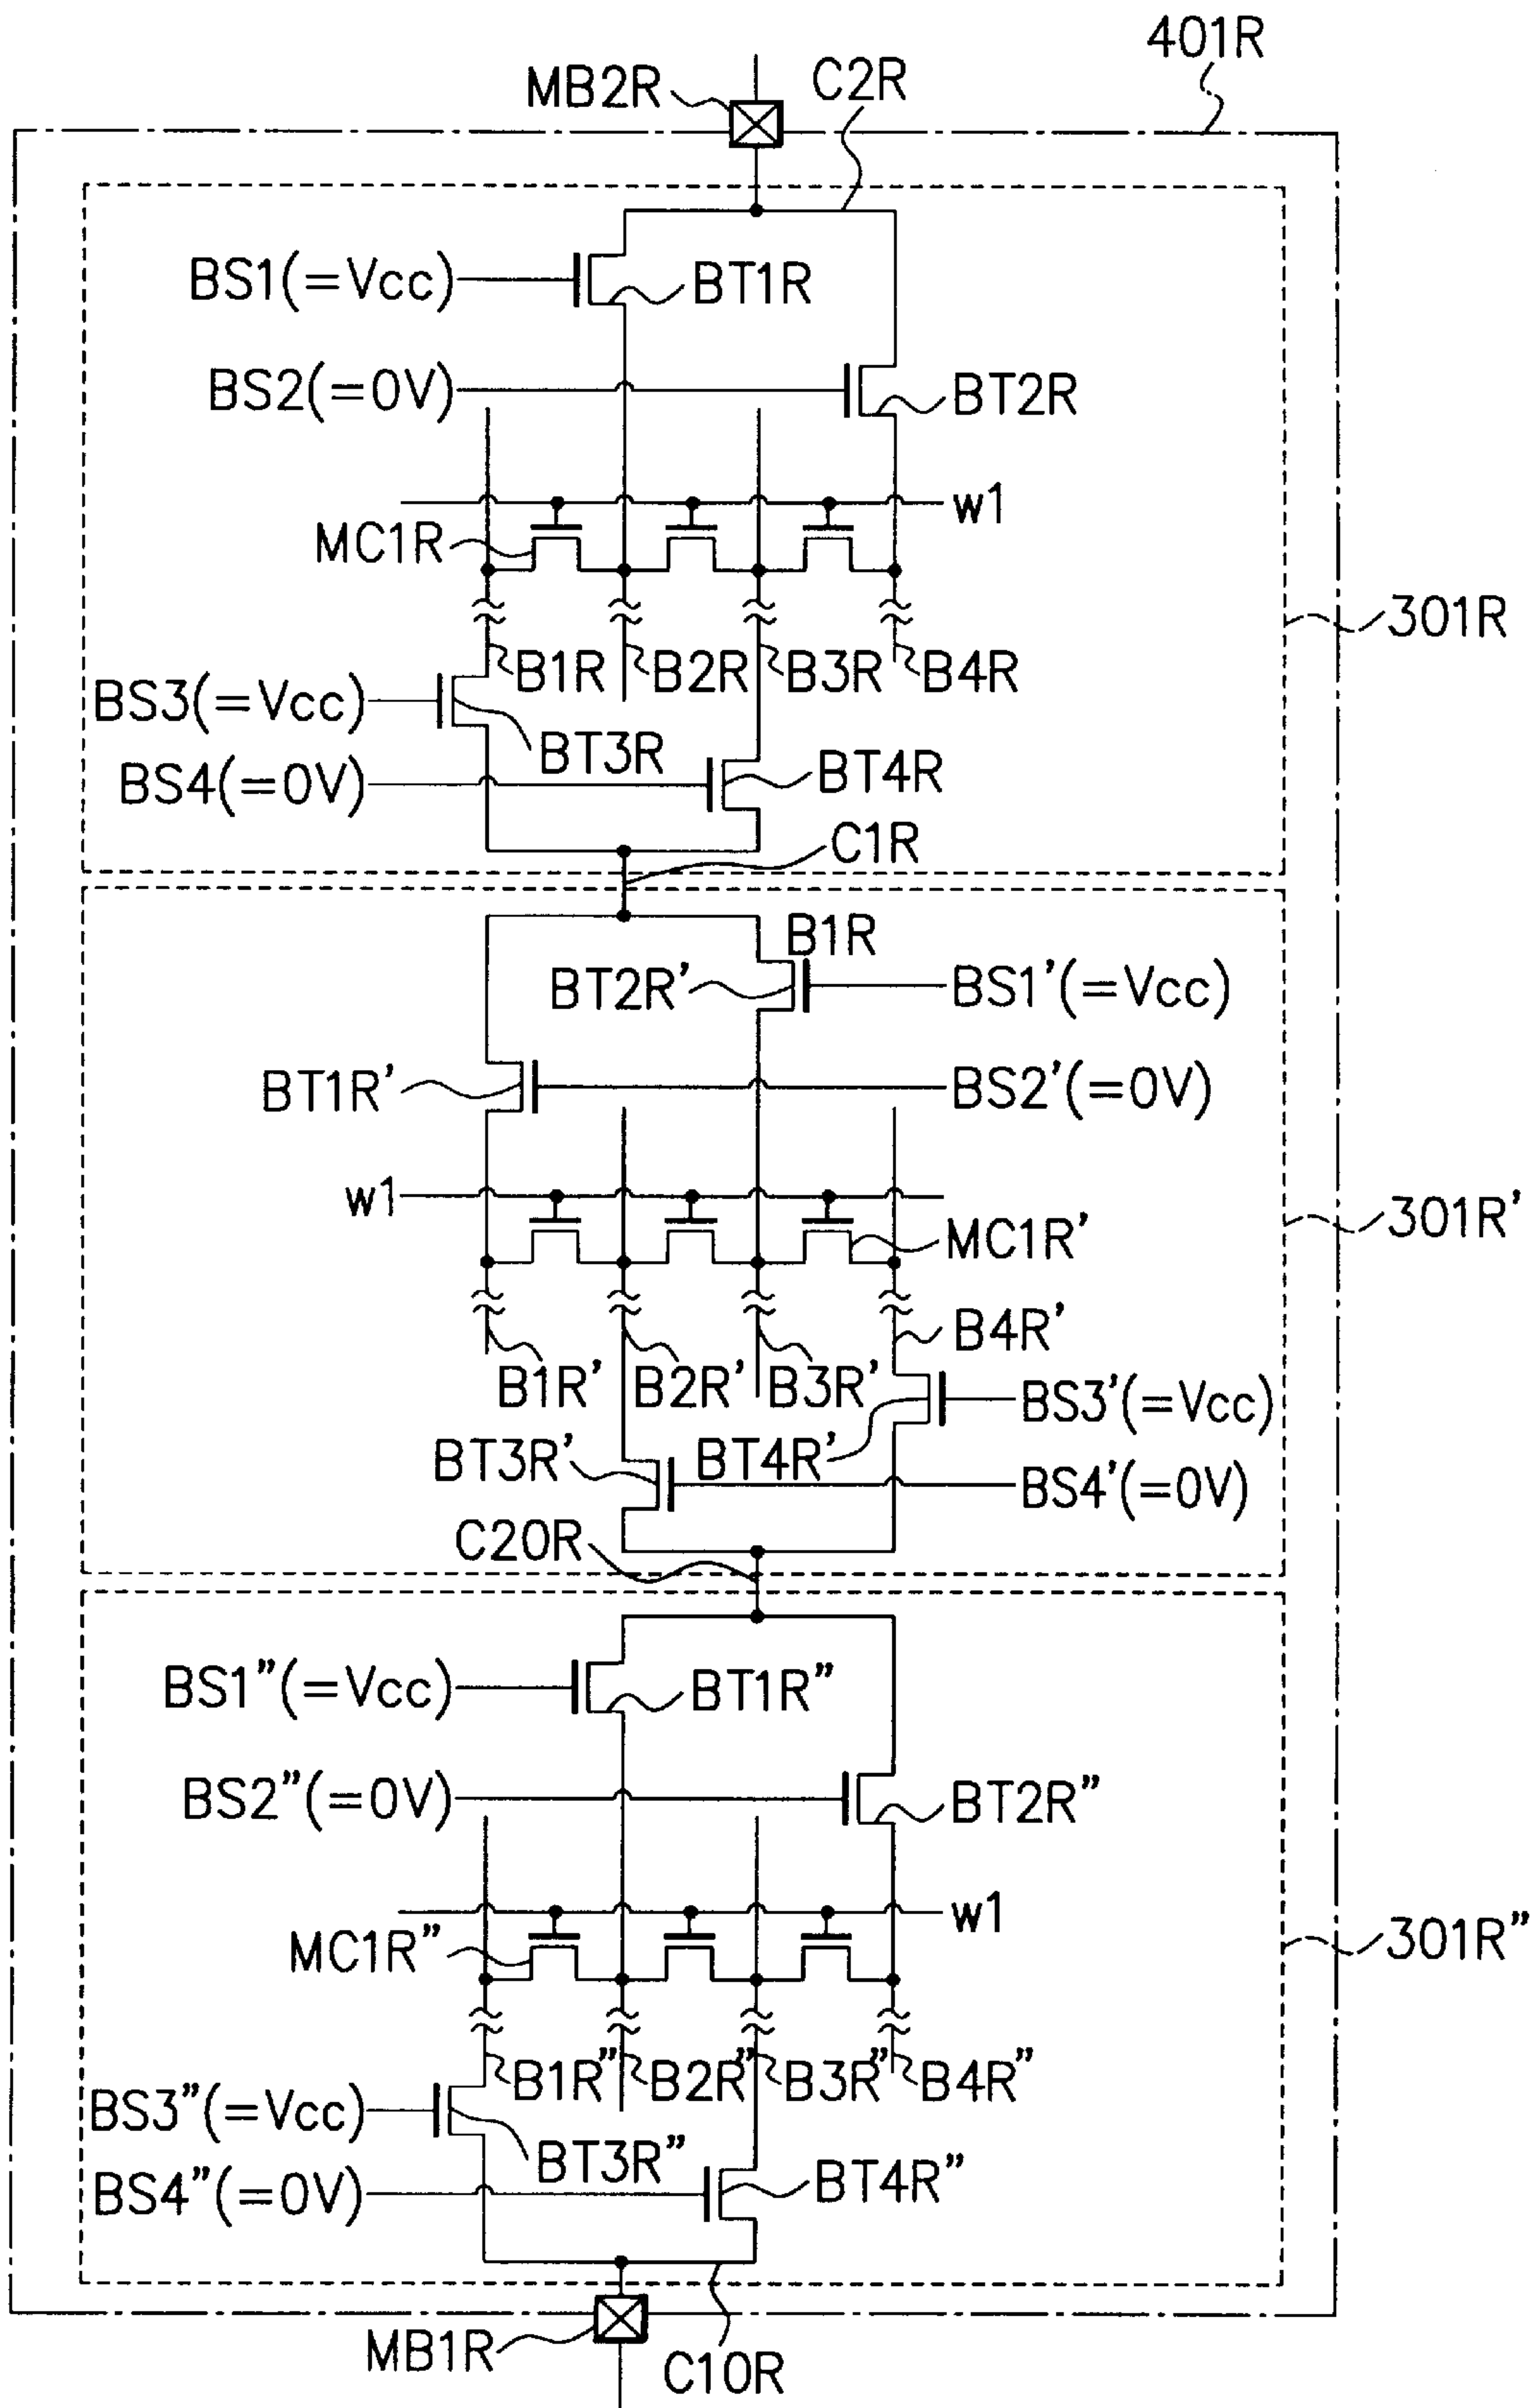 401R
MB2R
C2R
BS1(=Vcc)
BT1R
BS2(=0V)
BT2R
w1
MC1R
301R
B1R B2R B3R B4R
BS3(=Vcc)
BT3R
BS4(=0V)
BT4R
C1R
B1R
BT2R'
BS1'(=Vcc)
BT1R'
BS2'(=0V)
w1
301R'
MC1R'
B4R'
B1R' B2R' B3R'
BS3'(=Vcc)
BT3R' BT4R'
BS4'(=0V)
C20R
BS1"(=Vcc)
BT1R"
BS2"(=0V)
BT2R"
w1
MC1R"
301R"
B1R" B2R" B3R" B4R"
BS3"(=Vcc)
BT3R"
BS4"(=0V)
BT4R"
MB1R
C10R